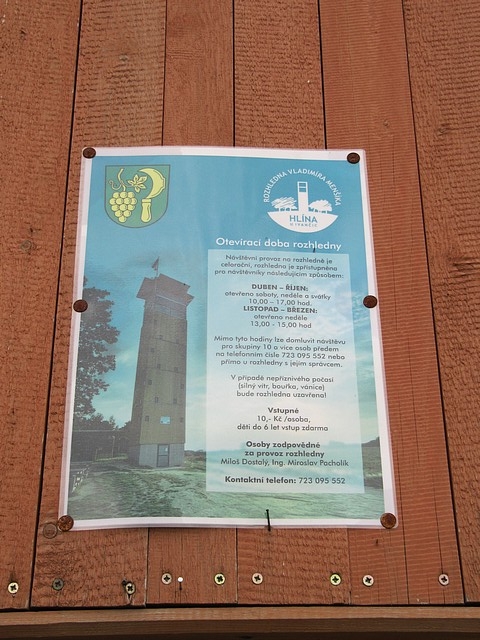 ROZHLEDNA VLADIMÍRA MENŠÍKA
HLÍNA
U IVANČIC
Otevírací doba rozhledny
Návštěvní provoz na rozhledně je
celoroční, rozhledna je zpřístupněna
pro návštěvníky následujícím způsobem:
DUBEN – ŘÍJEN:
otevřeno soboty, neděle a svátky
10,00 – 17,00 hod.
LISTOPAD – BŘEZEN:
otevřeno neděle
13,00 - 15,00 hod
Mimo tyto hodiny lze domluvit návštěvu
pro skupiny 10 a více osob předem
na telefonním čísle 723 095 552 nebo
přímo u rozhledny s jejím správcem.
V případě nepříznivého počasí
(silný vítr, bouřka, vánice)
bude rozhledna uzavřena!
Vstupné
10,- Kč /osoba,
děti do 6 let vstup zdarma
Osoby zodpovědné
za provoz rozhledny
Miloš Dostalý, Ing. Miroslav Pacholík
Kontaktní telefon: 723 095 552